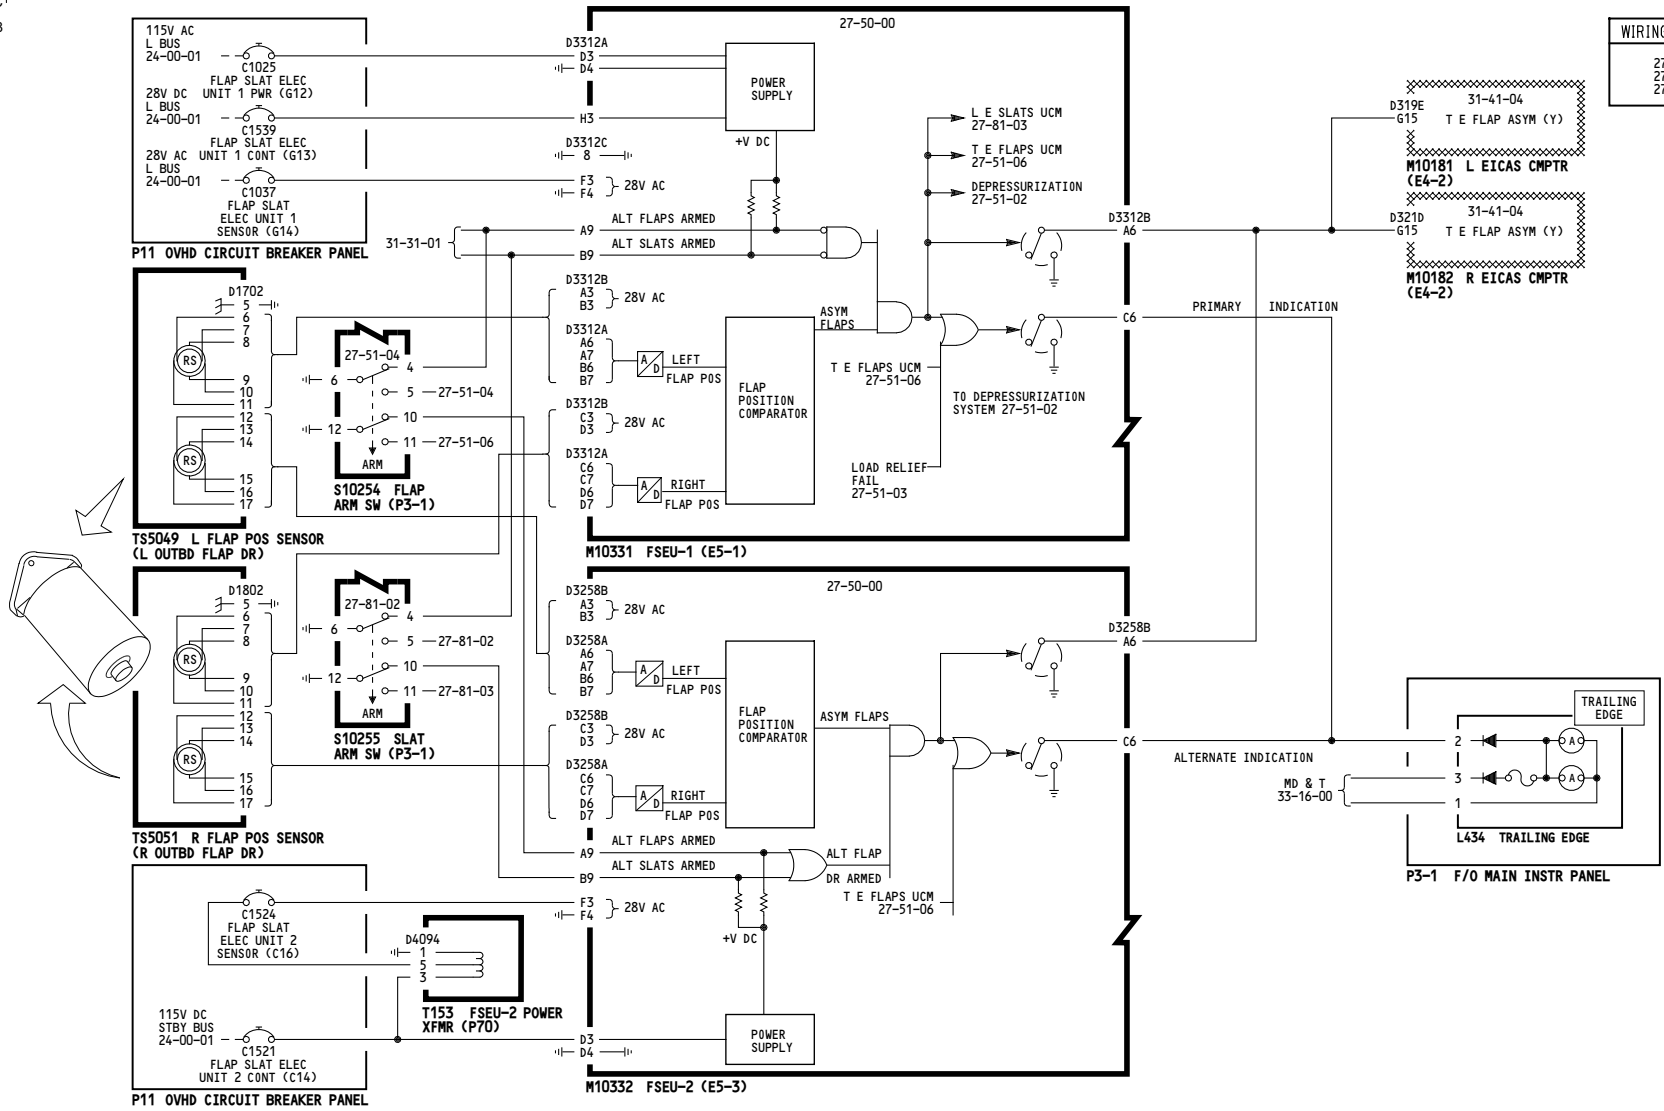 3
115V AC
L BUS
24-00-01
C1025
FLAP SLAT ELEC
UNIT 1 PWR (G12)
28V DC
L BUS
24-00-01
C1539
FLAP SLAT ELEC
UNIT 1 CONT (G13)
28V AC
L BUS
24-00-01
C1037
FLAP SLAT
ELEC UNIT 1
SENSOR (G14)
P11 OVHD CIRCUIT BREAKER PANEL
27-50-00
D3312A
D3
D4
H3
D3312C
8
F3
F4
28V AC
POWER
SUPPLY
+V DC
31-31-01
A9
ALT FLAPS ARMED
B9
ALT SLATS ARMED
L E SLATS UCM
27-81-03
T E FLAPS UCM
27-51-06
DEPRESSURIZATION
27-51-02
D3312B
A6
C6
PRIMARY INDICATION
D319E
G15
31-41-04
T E FLAP ASYM (Y)
M10181 L EICAS CMPTR
(E4-2)
D321D
G15
31-41-04
T E FLAP ASYM (Y)
M10182 R EICAS CMPTR
(E4-2)
WIRING
27
27
27
D1702
5
6
7
8
RS
9
10
11
12
13
14
RS
15
16
17
TS5049 L FLAP POS SENSOR
(L OUTBD FLAP DR)
27-51-04
6
4
5
27-51-04
12
10
11
27-51-06
ARM
S10254 FLAP
ARM SW (P3-1)
D3312B
A3
B3
28V AC
D3312A
A6
A7
B6
B7
A/D
LEFT
FLAP POS
D3312B
C3
D3
28V AC
D3312A
C6
C7
D6
D7
A/D
RIGHT
FLAP POS
FLAP
POSITION
COMPARATOR
ASYM
FLAPS
T E FLAPS UCM
27-51-06
TO DEPRESSURIZATION
SYSTEM 27-51-02
LOAD RELIEF
FAIL
27-51-03
M10331 FSEU-1 (E5-1)
D1802
5
6
7
8
RS
9
10
11
12
13
14
RS
15
16
17
TS5051 R FLAP POS SENSOR
(R OUTBD FLAP DR)
27-81-02
6
4
5
27-81-02
12
10
11
27-81-03
ARM
S10255 SLAT
ARM SW (P3-1)
27-50-00
D3258B
A3
B3
28V AC
D3258A
A6
A7
B6
B7
A/D
LEFT
FLAP POS
D3258B
C3
D3
28V AC
D3258A
C6
C7
D6
D7
A/D
RIGHT
FLAP POS
FLAP
POSITION
COMPARATOR
ASYM FLAPS
D3258B
A6
C6
ALTERNATE INDICATION
A9
ALT FLAPS ARMED
B9
ALT SLATS ARMED
ALT FLAP
DR ARMED
T E FLAPS UCM
27-51-06
F3
F4
28V AC
+V DC
POWER
SUPPLY
D3
D4
M10332 FSEU-2 (E5-3)
C1524
FLAP SLAT
ELEC UNIT 2
SENSOR (C16)
D4094
1
5
3
T153 FSEU-2 POWER
XFMR (P70)
115V DC
STBY BUS
24-00-01
C1521
FLAP SLAT ELEC
UNIT 2 CONT (C14)
P11 OVHD CIRCUIT BREAKER PANEL
TRAILING
EDGE
2
A
3
A
1
MD & T
33-16-00
L434 TRAILING EDGE
P3-1 F/O MAIN INSTR PANEL